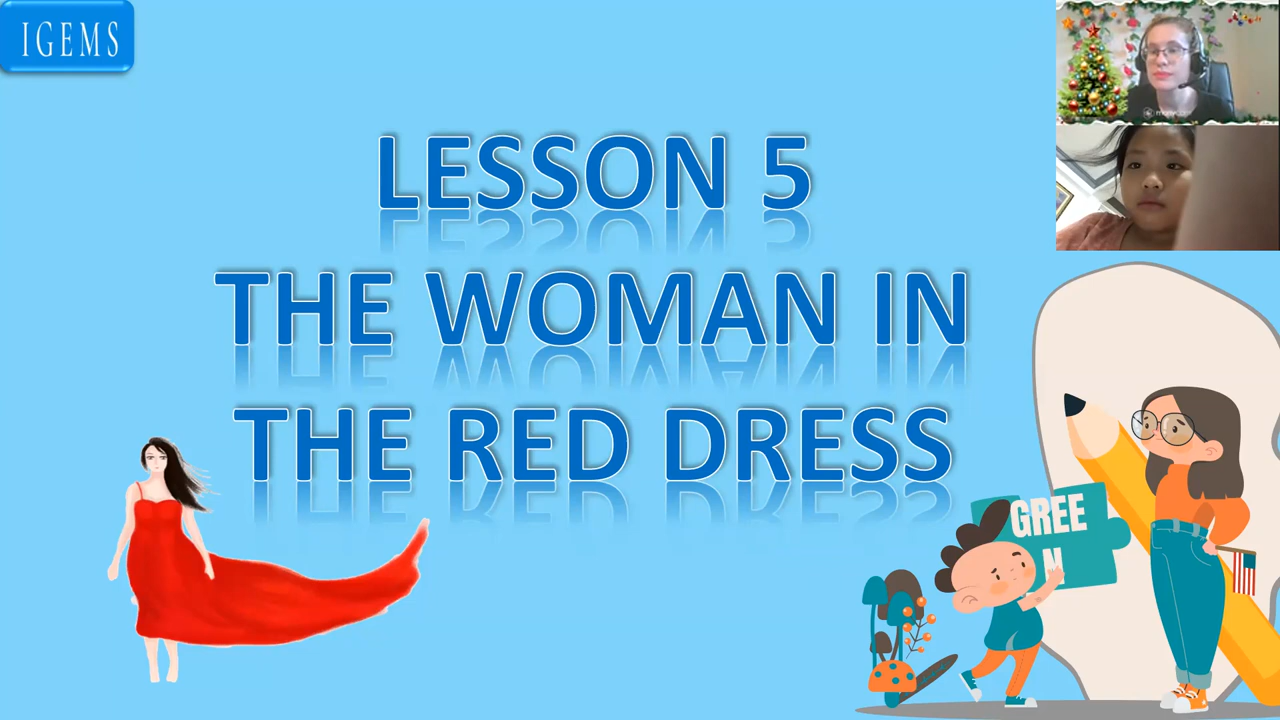 IGEMS
LESSON 5
THE WOMAN IN
THE RED DRESS
GREE
N